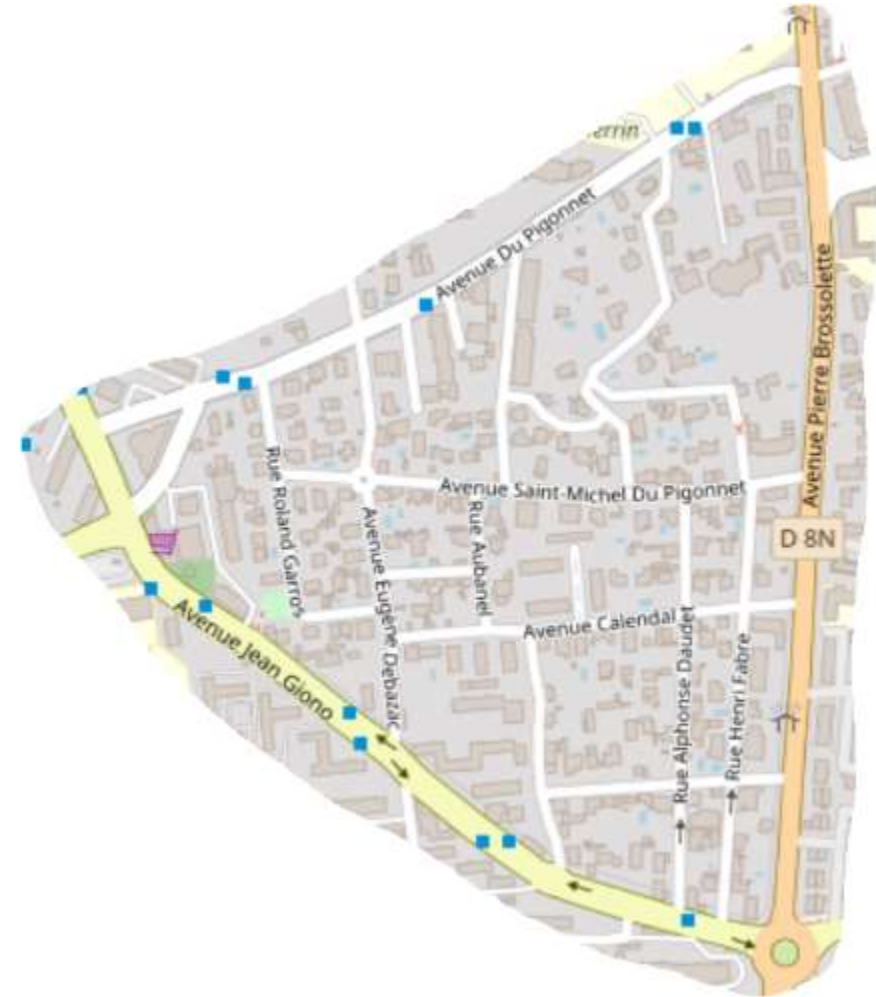 errin
Avenue Du Pigonnet
Avenue Pierre Brossolette
Rue Roland Garros
Avenue Saint-Michel Du Pigonnet
Avenue Eugène Debazac
Rue Aubanel
D 8N
Avenue Calendal
Avenue Jean Giono
Rue Alphonse Daudet
Rue Henri Fabre